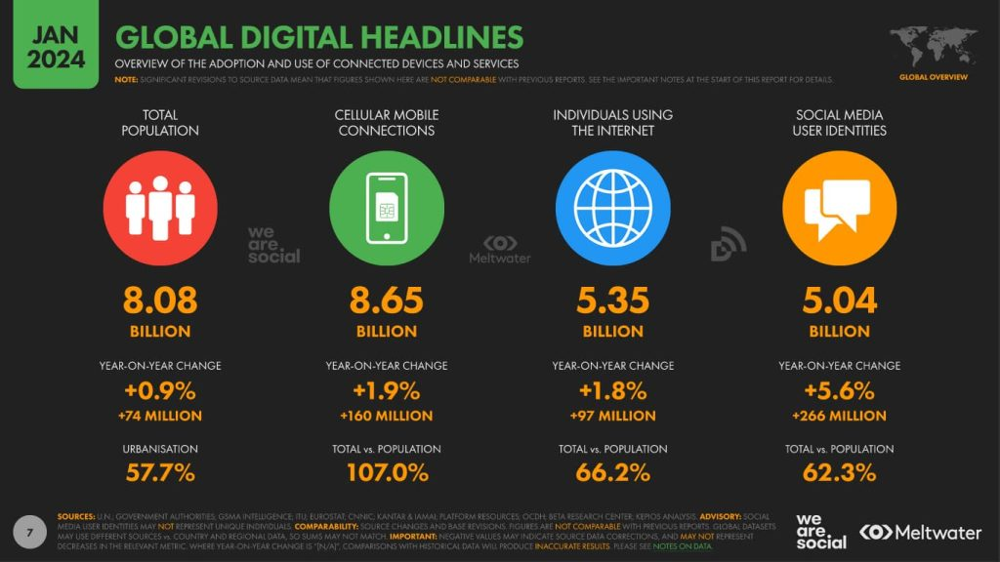 JAN
2024
GLOBAL DIGITAL HEADLINES
OVERVIEW OF THE ADOPTION AND USE OF CONNECTED DEVICES AND SERVICES
NOTE: SIGNIFICANT REVISIONS TO SOURCE DATA MEAN THAT FIGURES SHOWN HERE ARE NOT COMPARABLE WITH PREVIOUS REPORTS. SEE THE IMPORTANT NOTES AT THE START OF THIS REPORT FOR DETAILS.
GLOBAL OVERVIEW
TOTAL
POPULATION
8.08
BILLION
YEAR-ON-YEAR CHANGE
+0.9%
+74 MILLION
URBANISATION
57.7%
we
are
social
CELLULAR MOBILE
CONNECTIONS
8.65
BILLION
YEAR-ON-YEAR CHANGE
+1.9%
+160 MILLION
TOTAL vs. POPULATION
107.0%
Meltwater
INDIVIDUALS USING
THE INTERNET
5.35
BILLION
YEAR-ON-YEAR CHANGE
+1.8%
+97 MILLION
TOTAL vs. POPULATION
66.2%
SOCIAL MEDIA
USER IDENTITIES
5.04
BILLION
YEAR-ON-YEAR CHANGE
+5.6%
+266 MILLION
TOTAL vs. POPULATION
62.3%
7
SOURCES: U.N.; GOVERNMENT AUTHORITIES; GSMA INTELLIGENCE; ITU; EUROSTAT; CNNIC; KANTAR & IAMAI; PLATFORM RESOURCES; OCDH; BETA RESEARCH CENTER; KEPIOS ANALYSIS. ADVISORY: SOCIAL
MEDIA USER IDENTITIES MAY NOT REPRESENT UNIQUE INDIVIDUALS. COMPARABILITY: SOURCE CHANGES AND BASE REVISIONS. FIGURES ARE NOT COMPARABLE WITH PREVIOUS REPORTS. GLOBAL DATASETS
MAY USE DIFFERENT SOURCES vs. COUNTRY AND REGIONAL DATA, SO SUMS MAY NOT MATCH. IMPORTANT: NEGATIVE VALUES MAY INDICATE SOURCE DATA CORRECTIONS, AND MAY NOT REPRESENT
DECREASES IN THE RELEVANT METRIC. WHERE YEAR-ON-YEAR CHANGE IS "[N/A]", COMPARISONS WITH HISTORICAL DATA WILL PRODUCE INACCURATE RESULTS. PLEASE SEE NOTES ON DATA.
we
are
social
Meltwater